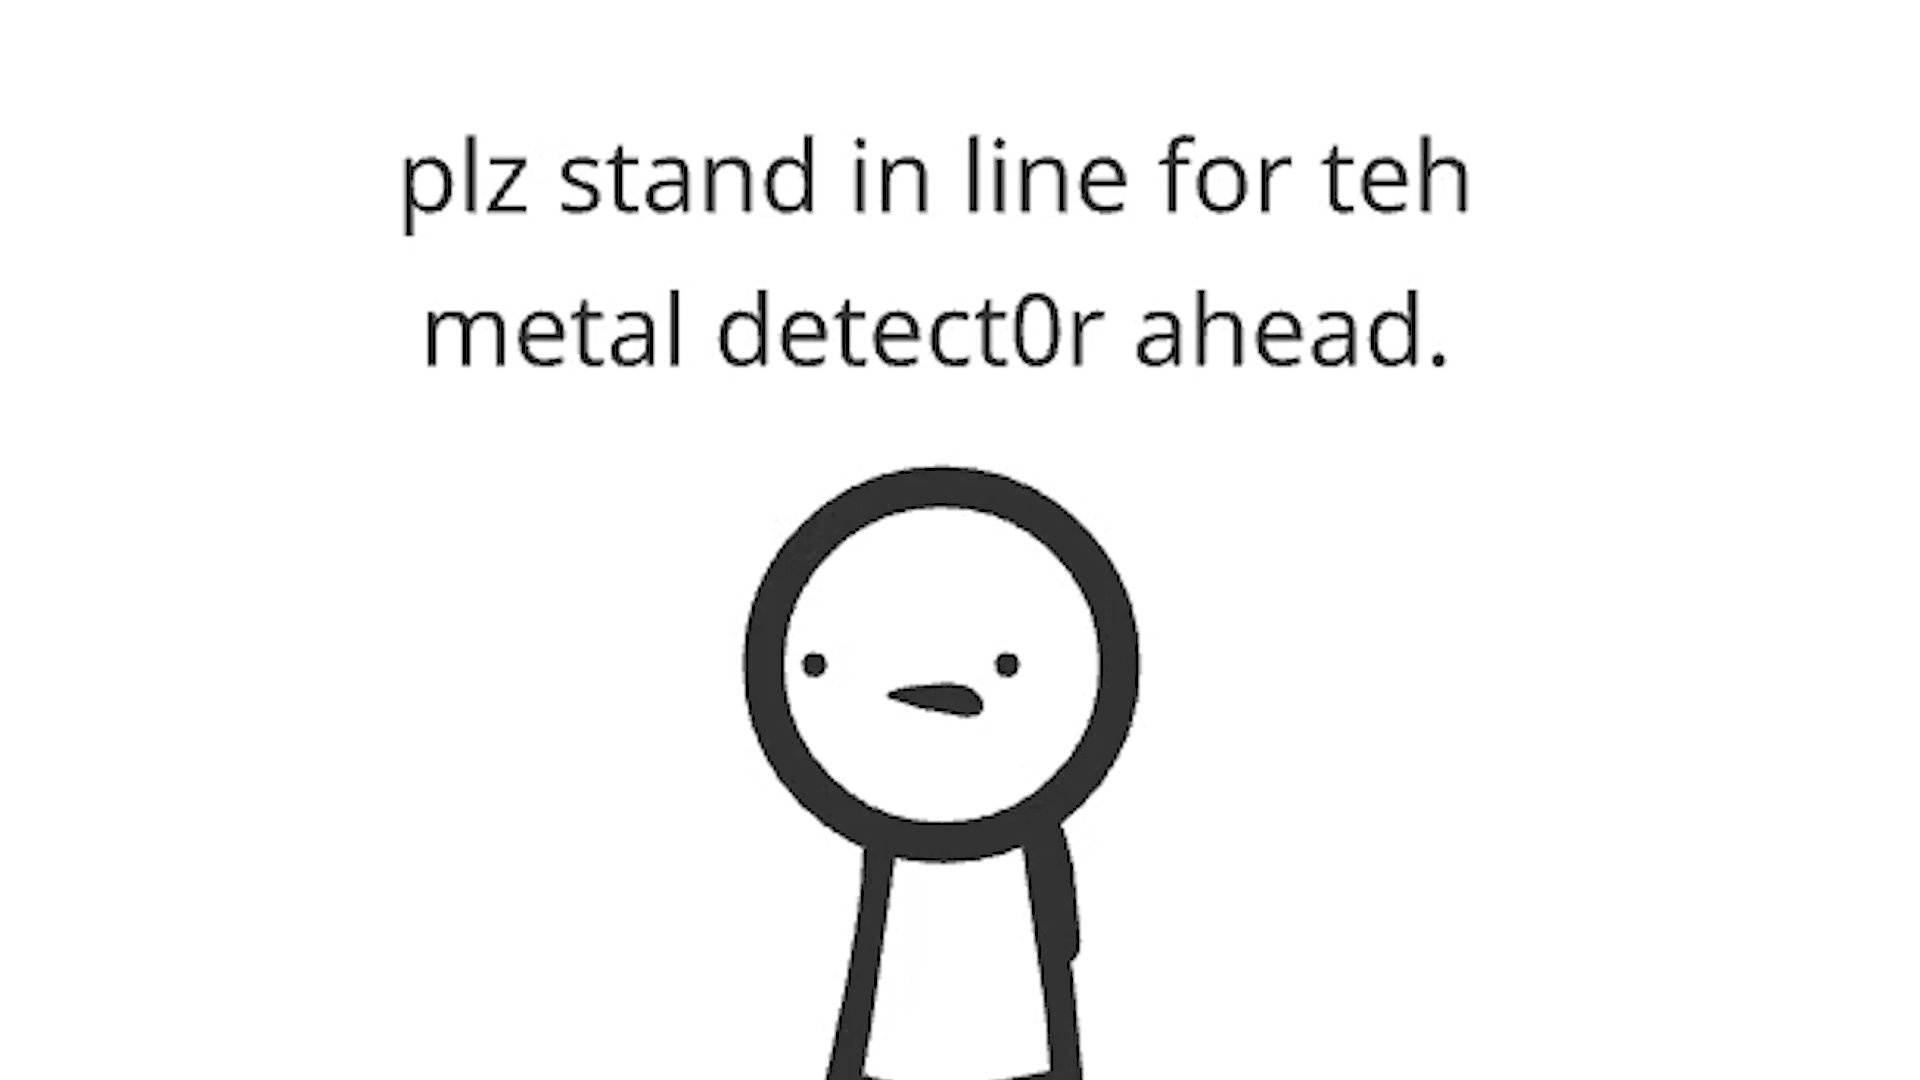 plz stand in line for teh
metal detect0r ahead.